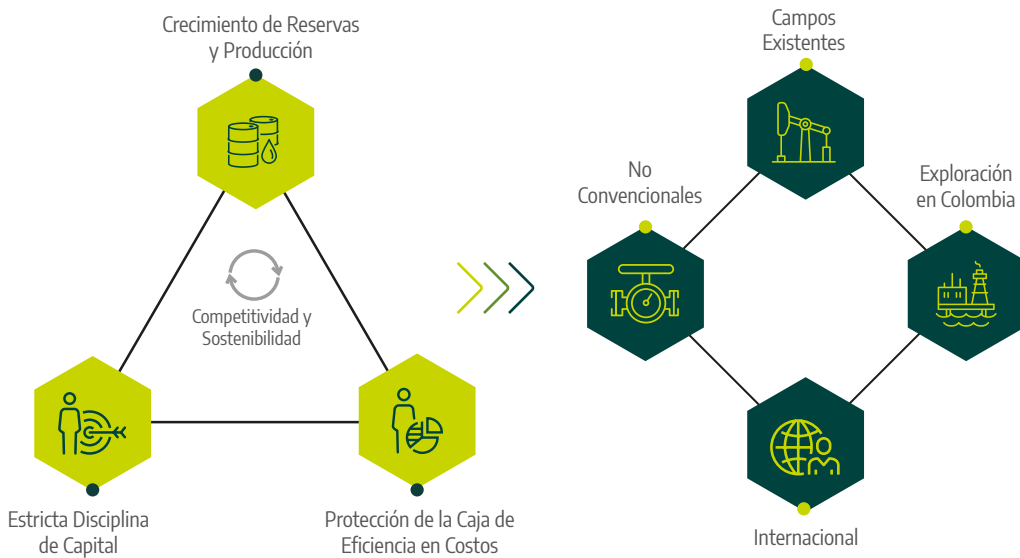 Crecimiento de Reservas
y Producción
Competitividad y
Sostenibilidad
Estricta Disciplina
de Capital
Protección de la Caja de
Eficiencia en Costos
Campos
Existentes
No
Convencionales
Exploración
en Colombia
Internacional